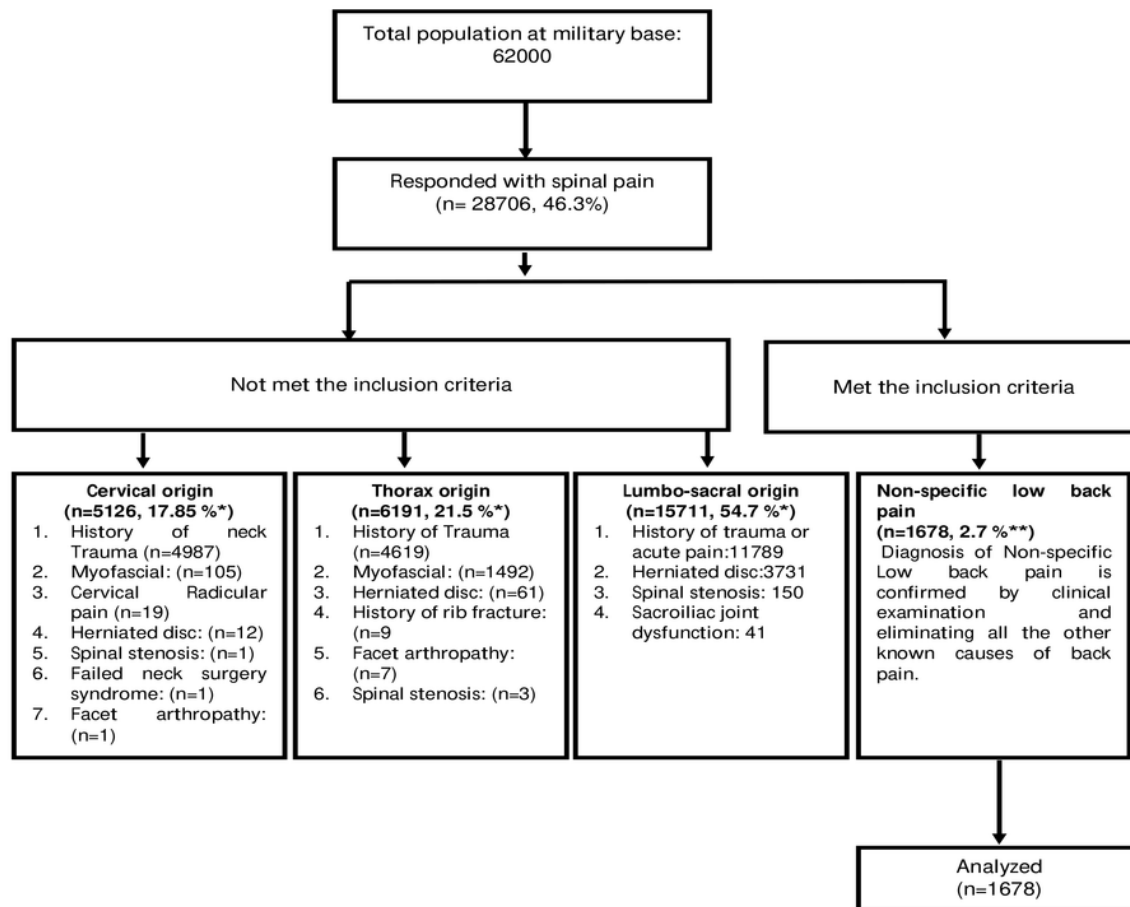 Total population at military base:
62000
Responded with spinal pain
(n= 28706, 46.3%)
Not met the inclusion criteria
Met the inclusion criteria
Cervical origin
(n=5126, 17.85 %*)
1. History of neck
Trauma (n=4987)
2. Myofascial: (n=105)
3. Cervical Radicular
pain (n=19)
4. Herniated disc: (n=12)
5. Spinal stenosis: (n=1)
6. Failed neck surgery
syndrome: (n=1)
7. Facet arthropathy:
(n=1)
Thorax origin
(n=6191, 21.5 %*)
1. History of Trauma
(n=4619)
2. Myofascial: (n=1492)
3. Herniated disc: (n=61)
4. History of rib fracture:
(n=9
5. Facet arthropathy:
(n=7)
6. Spinal stenosis: (n=3)
Lumbo-sacral origin
(n=15711, 54.7 %*)
1. History of trauma or
acute pain:11789
2. Herniated disc:3731
3. Spinal stenosis: 150
4. Sacroiliac joint
dysfunction: 41
Non-specific low back
pain
(n=1678, 2.7 %**)
Diagnosis of Non-specific
Low back pain is
confirmed by clinical
examination and
eliminating all the other
known causes of back
pain.
Analyzed
(n=1678)